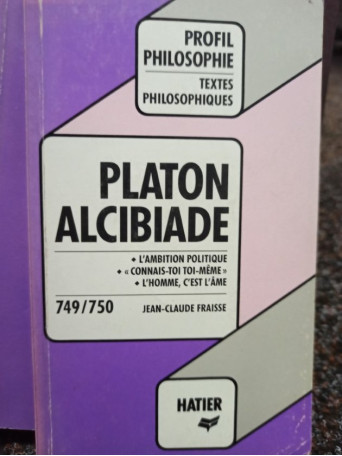 PROFIL
PHILOSOPHIE
TEXTES
PHILOSOPHIQUES
PLATON
ALCIBIADE
• L'AMBITION POLITIQUE
• « CONNAIS-TOI TOI-MÊME »
• L'HOMME, C'EST L'ÂME
749/750 JEAN-CLAUDE FRAISSE
HATIER